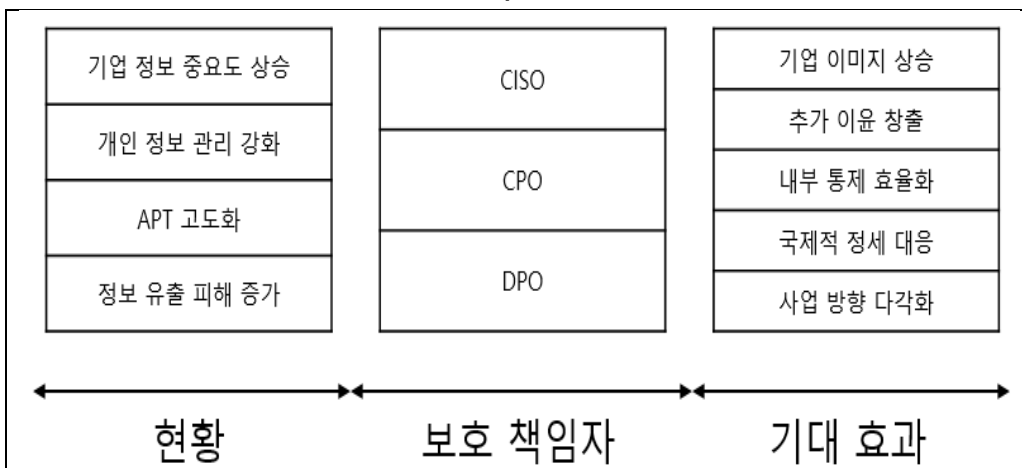 기업 정보 중요도 상승
개인 정보 관리 강화
APT 고도화
정보 유출 피해 증가
CISO
CPO
DPO
기업 이미지 상승
추가 이윤 창출
내부 통제 효율화
국제적 정세 대응
사업 방향 다각화
현황
보호 책임자
기대 효과